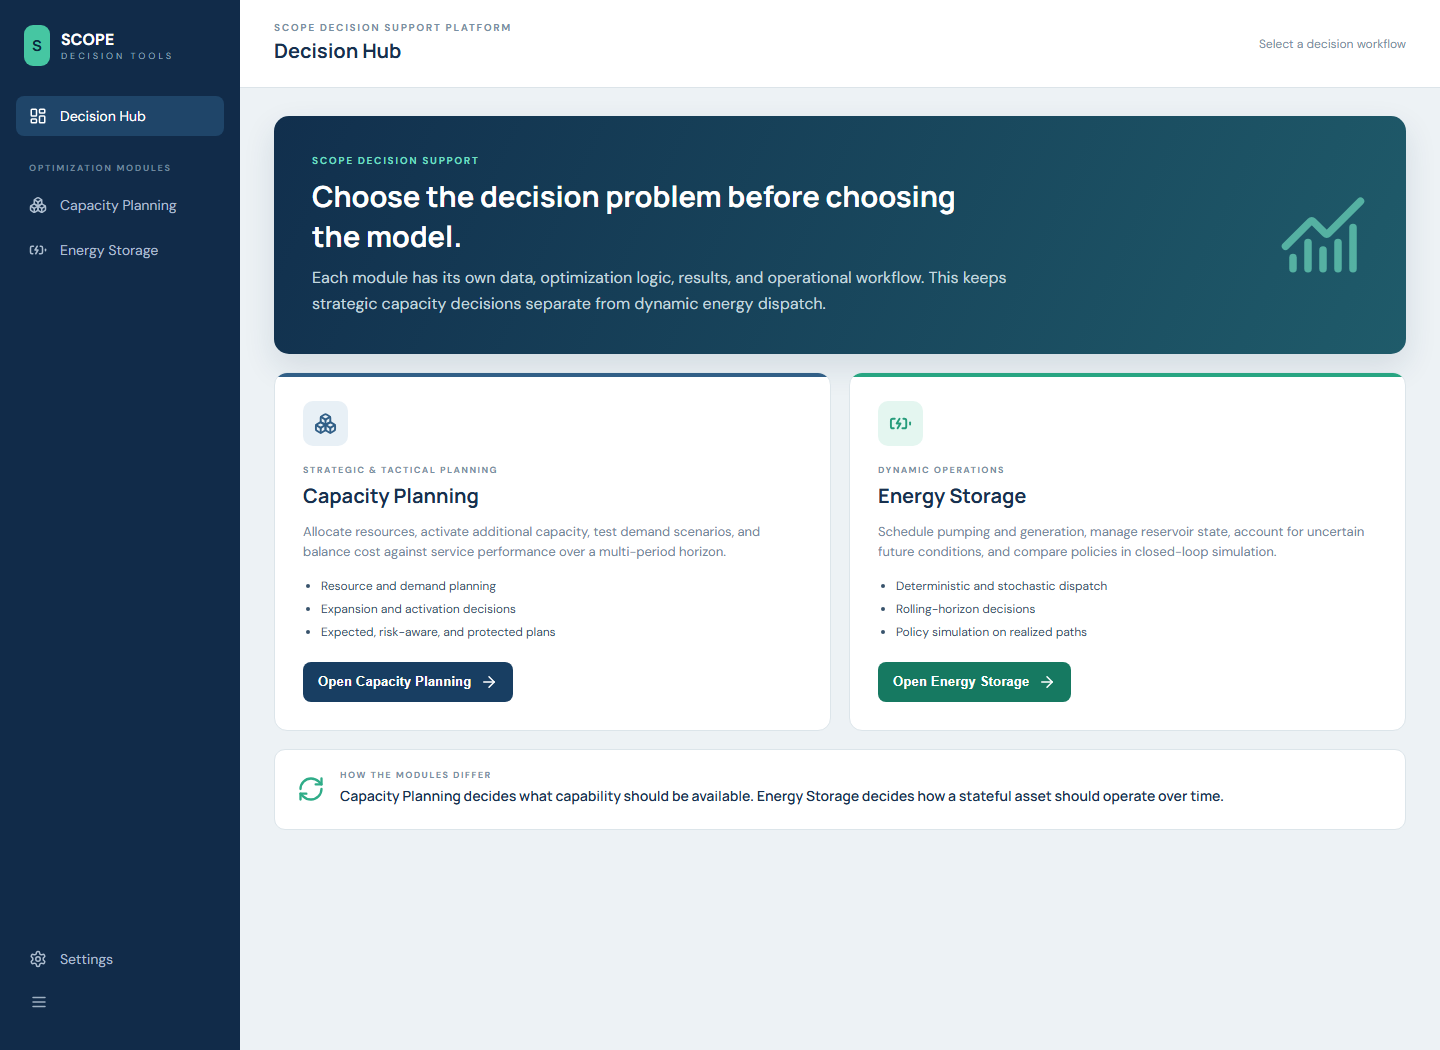 S
SCOPE
DECISION TOOLS
Decision Hub
OPTIMIZATION MODULES
Capacity Planning
Energy Storage
Settings
SCOPE DECISION SUPPORT PLATFORM
Decision Hub
Select a decision workflow
SCOPE DECISION SUPPORT
Choose the decision problem before choosing
the model.
Each module has its own data, optimization logic, results, and operational workflow. This keeps
strategic capacity decisions separate from dynamic energy dispatch.
STRATEGIC & TACTICAL PLANNING
Capacity Planning
Allocate resources, activate additional capacity, test demand scenarios, and
balance cost against service performance over a multi-period horizon.
• Resource and demand planning
• Expansion and activation decisions
• Expected, risk-aware, and protected plans
Open Capacity Planning →
DYNAMIC OPERATIONS
Energy Storage
Schedule pumping and generation, manage reservoir state, account for uncertain
future conditions, and compare policies in closed-loop simulation.
• Deterministic and stochastic dispatch
• Rolling-horizon decisions
• Policy simulation on realized paths
Open Energy Storage →
HOW THE MODULES DIFFER
Capacity Planning decides what capability should be available. Energy Storage decides how a stateful asset should operate over time.